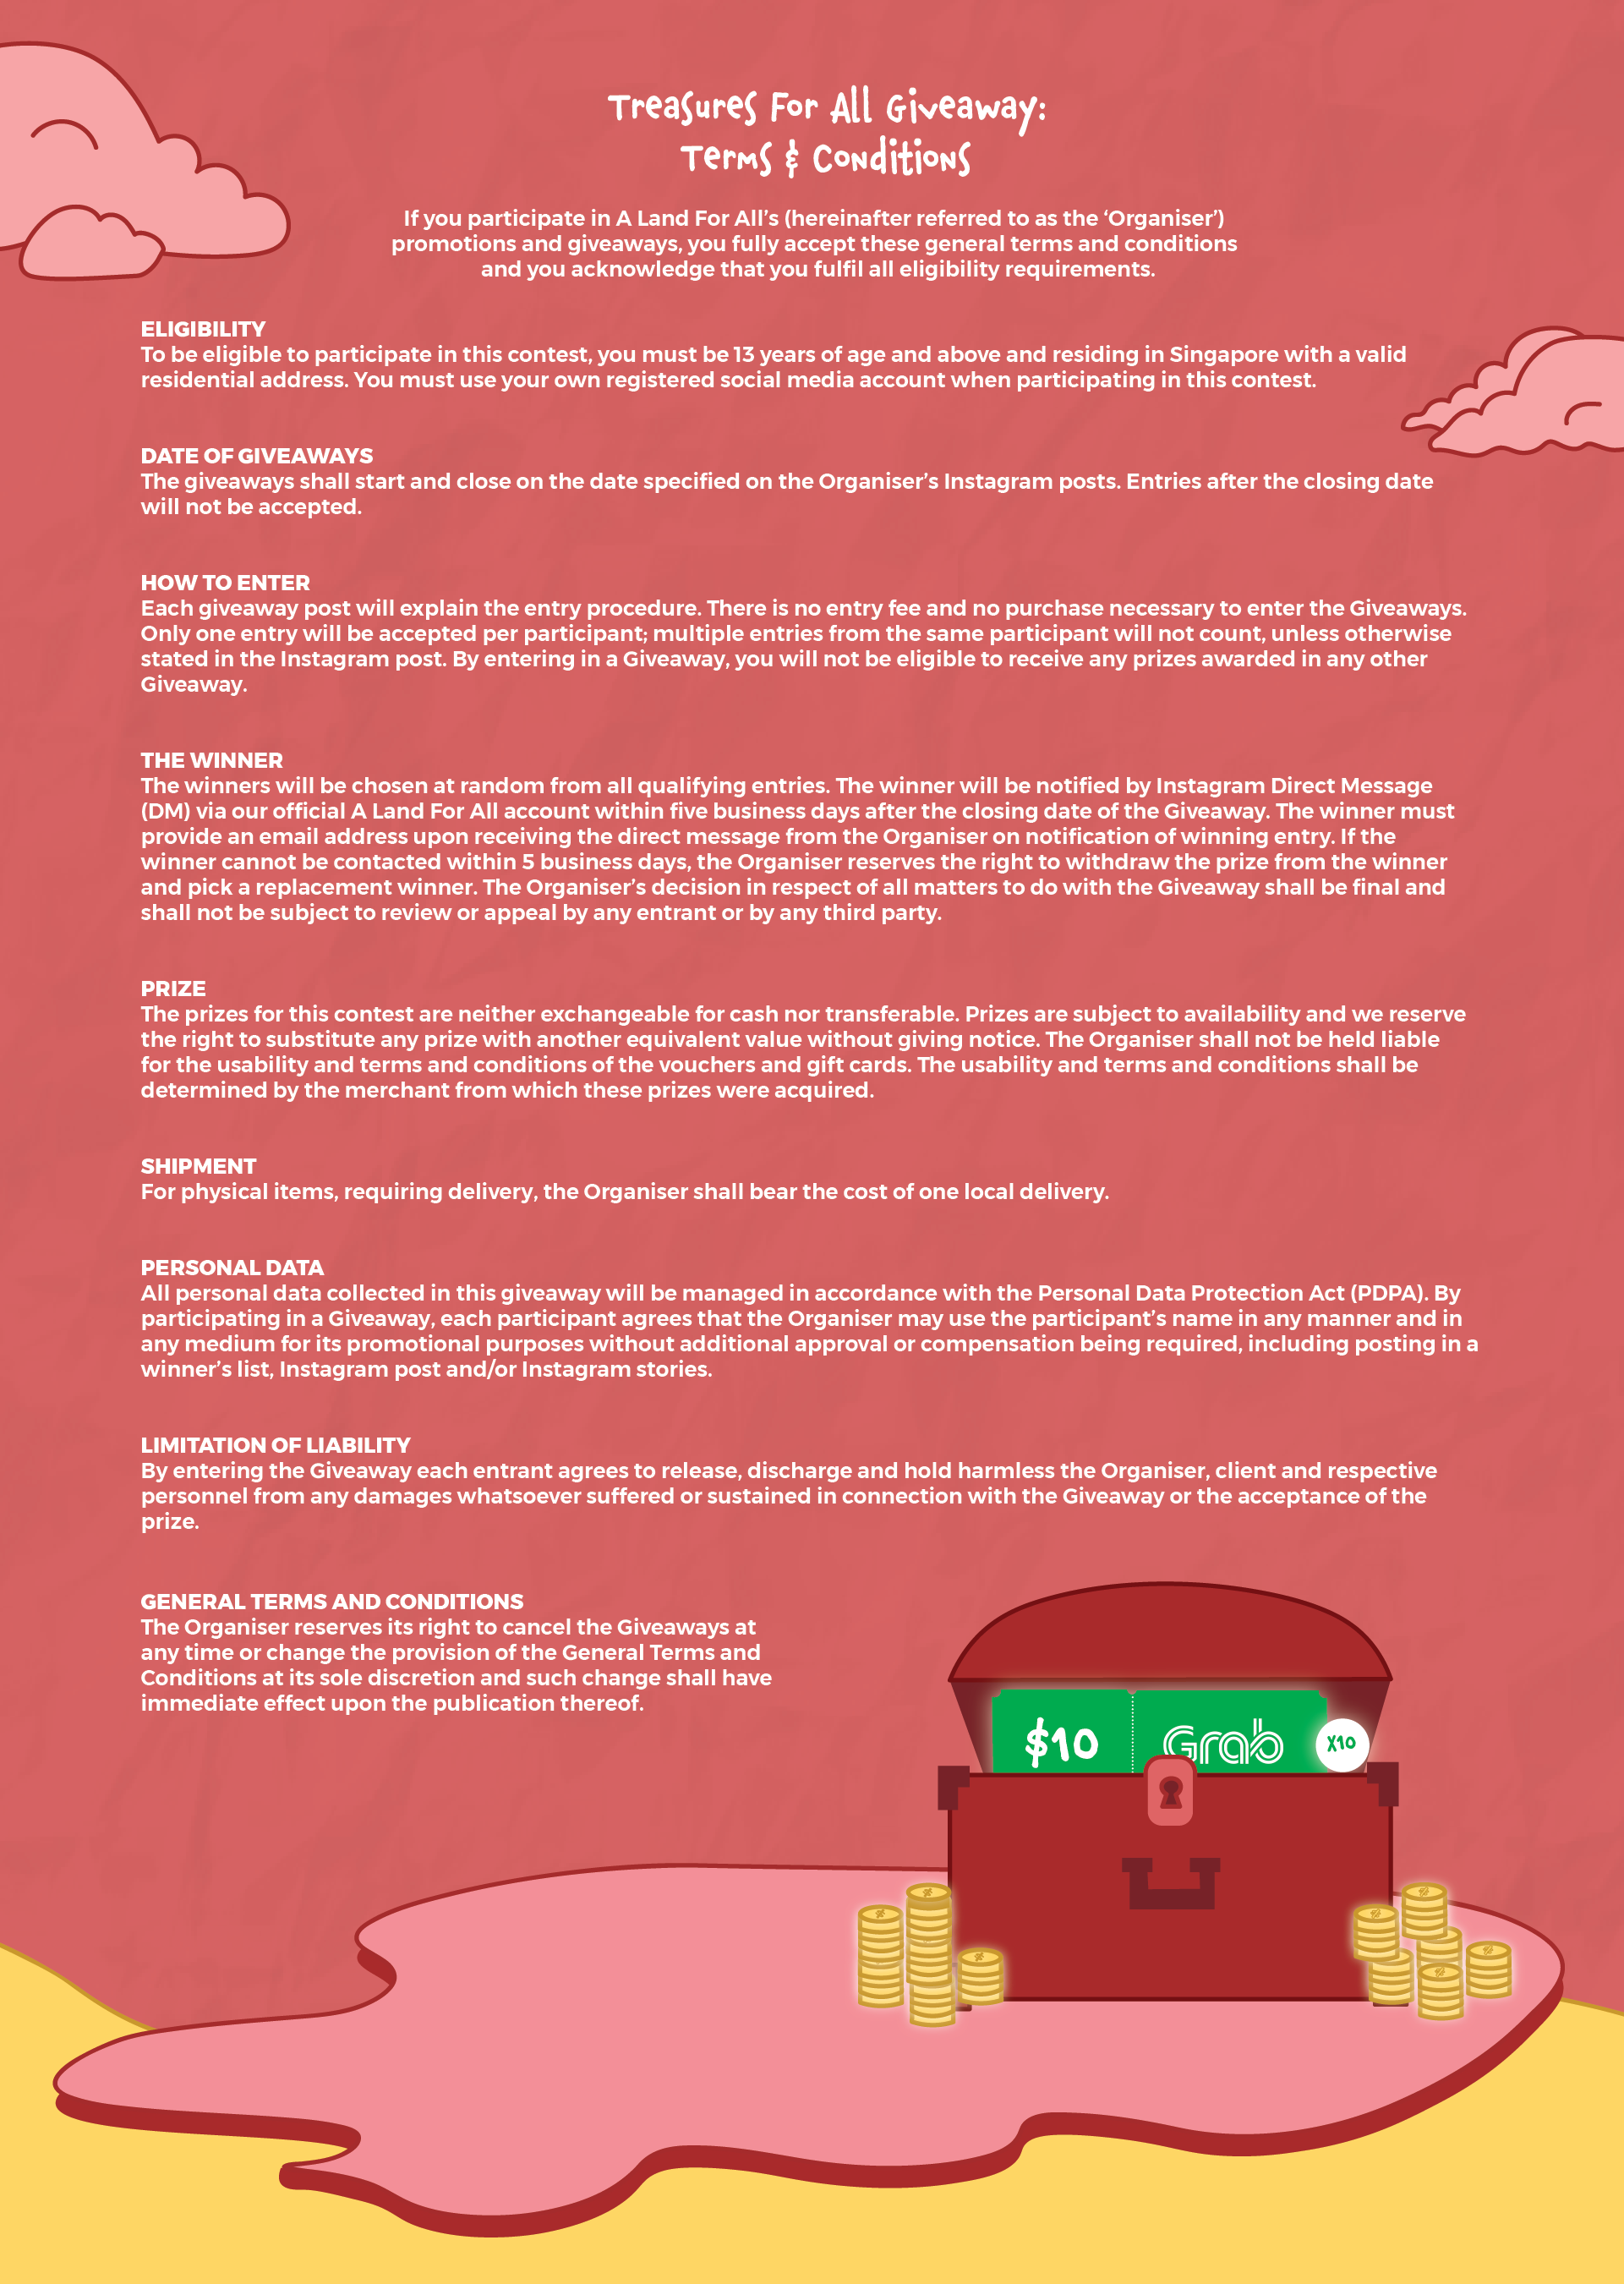 Treasures For All Giveaway:
Terms & Conditions
If you participate in A Land For All’s (hereinafter referred to as the ‘Organiser’)
promotions and giveaways, you fully accept these general terms and conditions
and you acknowledge that you fulfil all eligibility requirements.
ELIGIBILITY
To be eligible to participate in this contest, you must be 13 years of age and above and residing in Singapore with a valid
residential address. You must use your own registered social media account when participating in this contest.
DATE OF GIVEAWAYS
The giveaways shall start and close on the date specified on the Organiser’s Instagram posts. Entries after the closing date
will not be accepted.
HOW TO ENTER
Each giveaway post will explain the entry procedure. There is no entry fee and no purchase necessary to enter the Giveaways.
Only one entry will be accepted per participant; multiple entries from the same participant will not count, unless otherwise
stated in the Instagram post. By entering in a Giveaway, you will not be eligible to receive any prizes awarded in any other
Giveaway.
THE WINNER
The winners will be chosen at random from all qualifying entries. The winner will be notified by Instagram Direct Message
(DM) via our official A Land For All account within five business days after the closing date of the Giveaway. The winner must
provide an email address upon receiving the direct message from the Organiser on notification of winning entry. If the
winner cannot be contacted within 5 business days, the Organiser reserves the right to withdraw the prize from the winner
and pick a replacement winner. The Organiser’s decision in respect of all matters to do with the Giveaway shall be final and
shall not be subject to review or appeal by any entrant or by any third party.
PRIZE
The prizes for this contest are neither exchangeable for cash nor transferable. Prizes are subject to availability and we reserve
the right to substitute any prize with another equivalent value without giving notice. The Organiser shall not be held liable
for the usability and terms and conditions of the vouchers and gift cards. The usability and terms and conditions shall be
determined by the merchant from which these prizes were acquired.
SHIPMENT
For physical items, requiring delivery, the Organiser shall bear the cost of one local delivery.
PERSONAL DATA
All personal data collected in this giveaway will be managed in accordance with the Personal Data Protection Act (PDPA). By
participating in a Giveaway, each participant agrees that the Organiser may use the participant’s name in any manner and in
any medium for its promotional purposes without additional approval or compensation being required, including posting in a
winner’s list, Instagram post and/or Instagram stories.
LIMITATION OF LIABILITY
By entering the Giveaway each entrant agrees to release, discharge and hold harmless the Organiser, client and respective
personnel from any damages whatsoever suffered or sustained in connection with the Giveaway or the acceptance of the
prize.
GENERAL TERMS AND CONDITIONS
The Organiser reserves its right to cancel the Giveaways at
any time or change the provision of the General Terms and
Conditions at its sole discretion and such change shall have
immediate effect upon the publication thereof.
$10 Grab X10